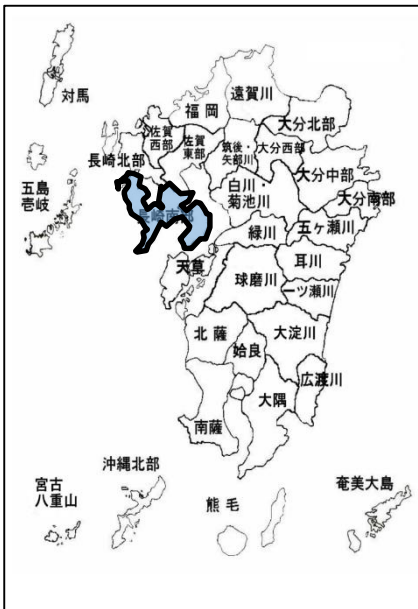 対馬
福岡
遠賀川
佐賀
西部
佐賀
東部
筑後・
矢部川
大分西部
大分北部
長崎北部
大分中部
五島
壱岐
白川・
菊池川
大分南部
長崎南部
緑川
五ヶ瀬川
天草
球磨川
耳川
一ツ瀬川
北薩
姶良
大淀川
広渡川
大隅
南薩
沖縄北部
宮古
八重山
熊毛
奄美大島